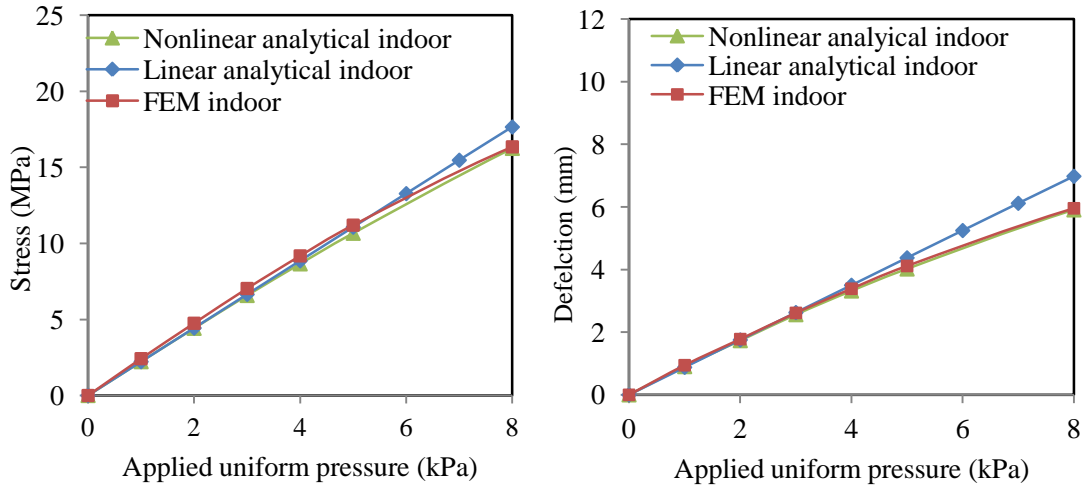 25
20
15
10
5
0
Stress (MPa)
Nonlinear analytical indoor
Linear analytical indoor
FEM indoor
0 2 4 6 8
Applied uniform pressure (kPa)
12
10
8
6
4
2
0
Defelction (mm)
Nonlinear analyical indoor
Linear analytical indoor
FEM indoor
0 2 4 6 8
Applied uniform pressure (kPa)